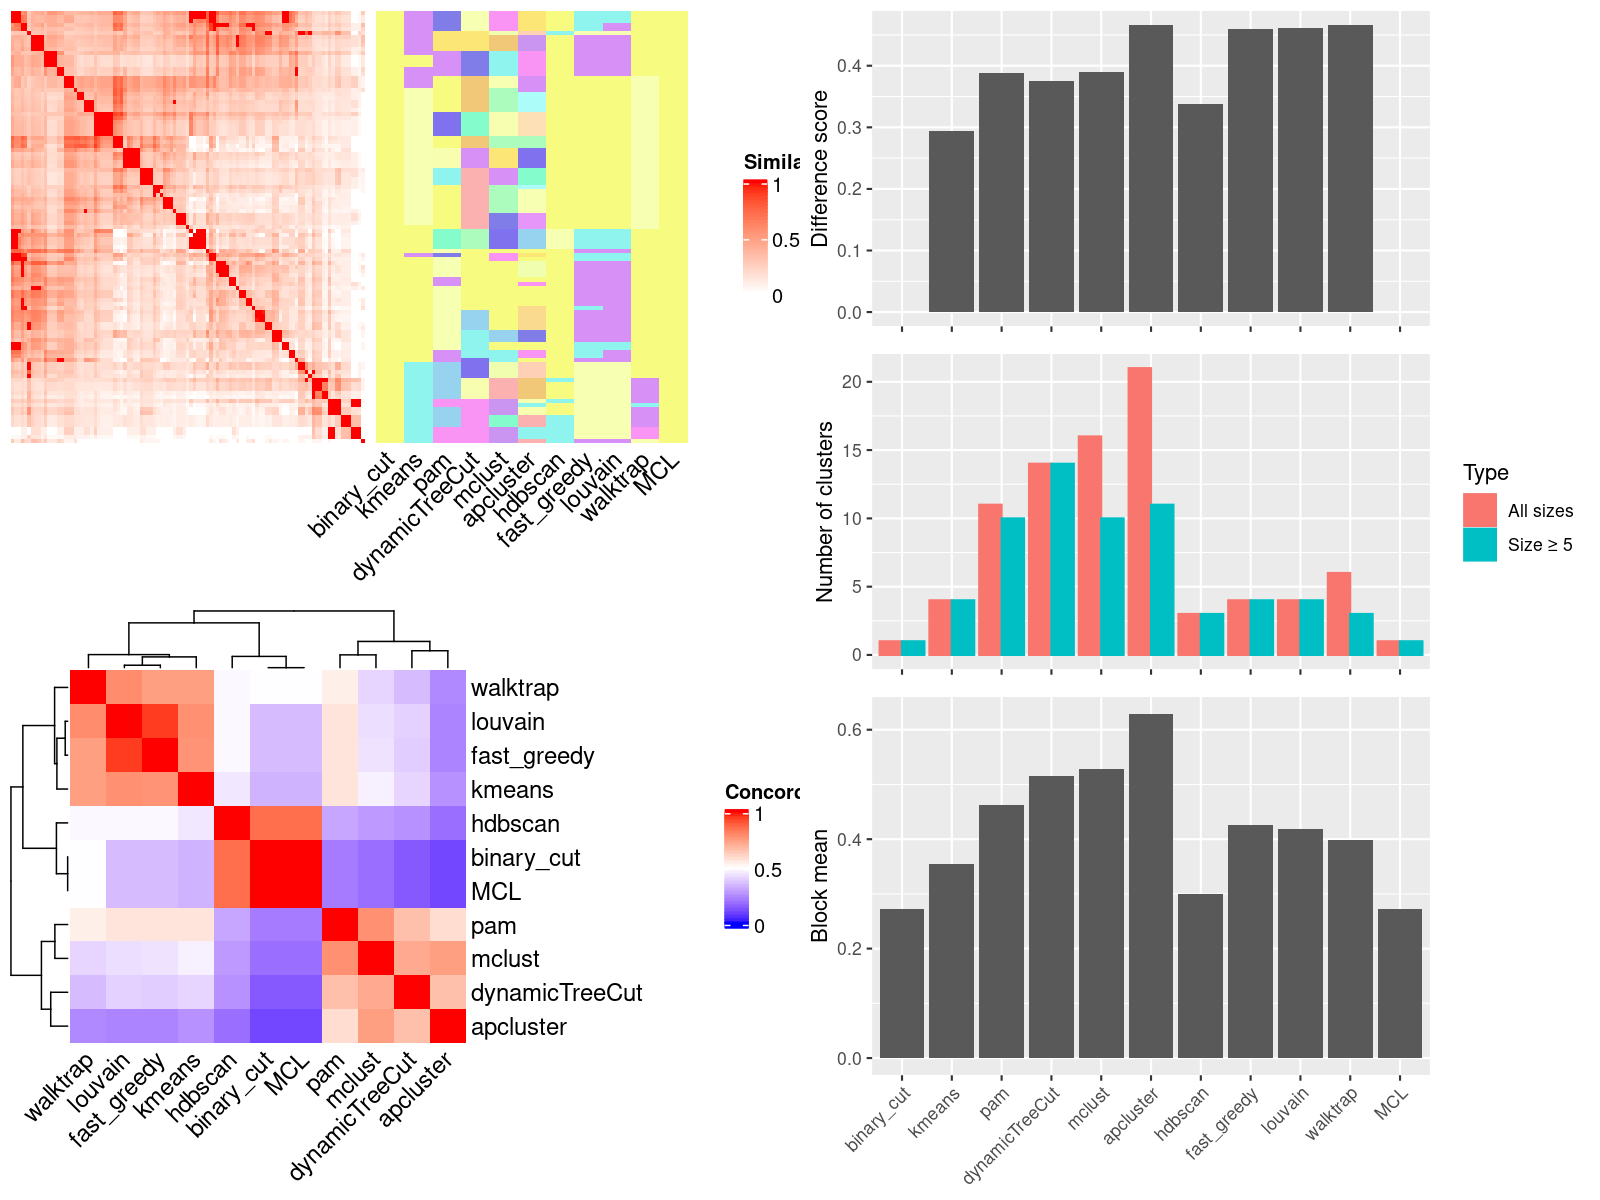 Simila
1
0.5
0
binary_cut
kmeans
pam
dynamicTreeCut
mclust
apcluster
hdbscan
fast_greedy
louvain
walktrap
MCL
walktrap
louvain
fast_greedy
kmeans
hdbscan
binary_cut
MCL
pam
mclust
dynamicTreeCut
apcluster
walktrap
louvain
fast_greedy
kmeans
hdbscan
binary_cut
MCL
pam
mclust
dynamicTreeCut
apcluster
Concord
1
0.5
0
Difference score
0.4
0.3
0.2
0.1
0.0
Number of clusters
20
15
10
5
0
Type
All sizes
Size ≥ 5
Block mean
0.6
0.4
0.2
0.0
binary_cut
kmeans
pam
dynamicTreeCut
mclust
apcluster
hdbscan
fast_greedy
louvain
walktrap
MCL